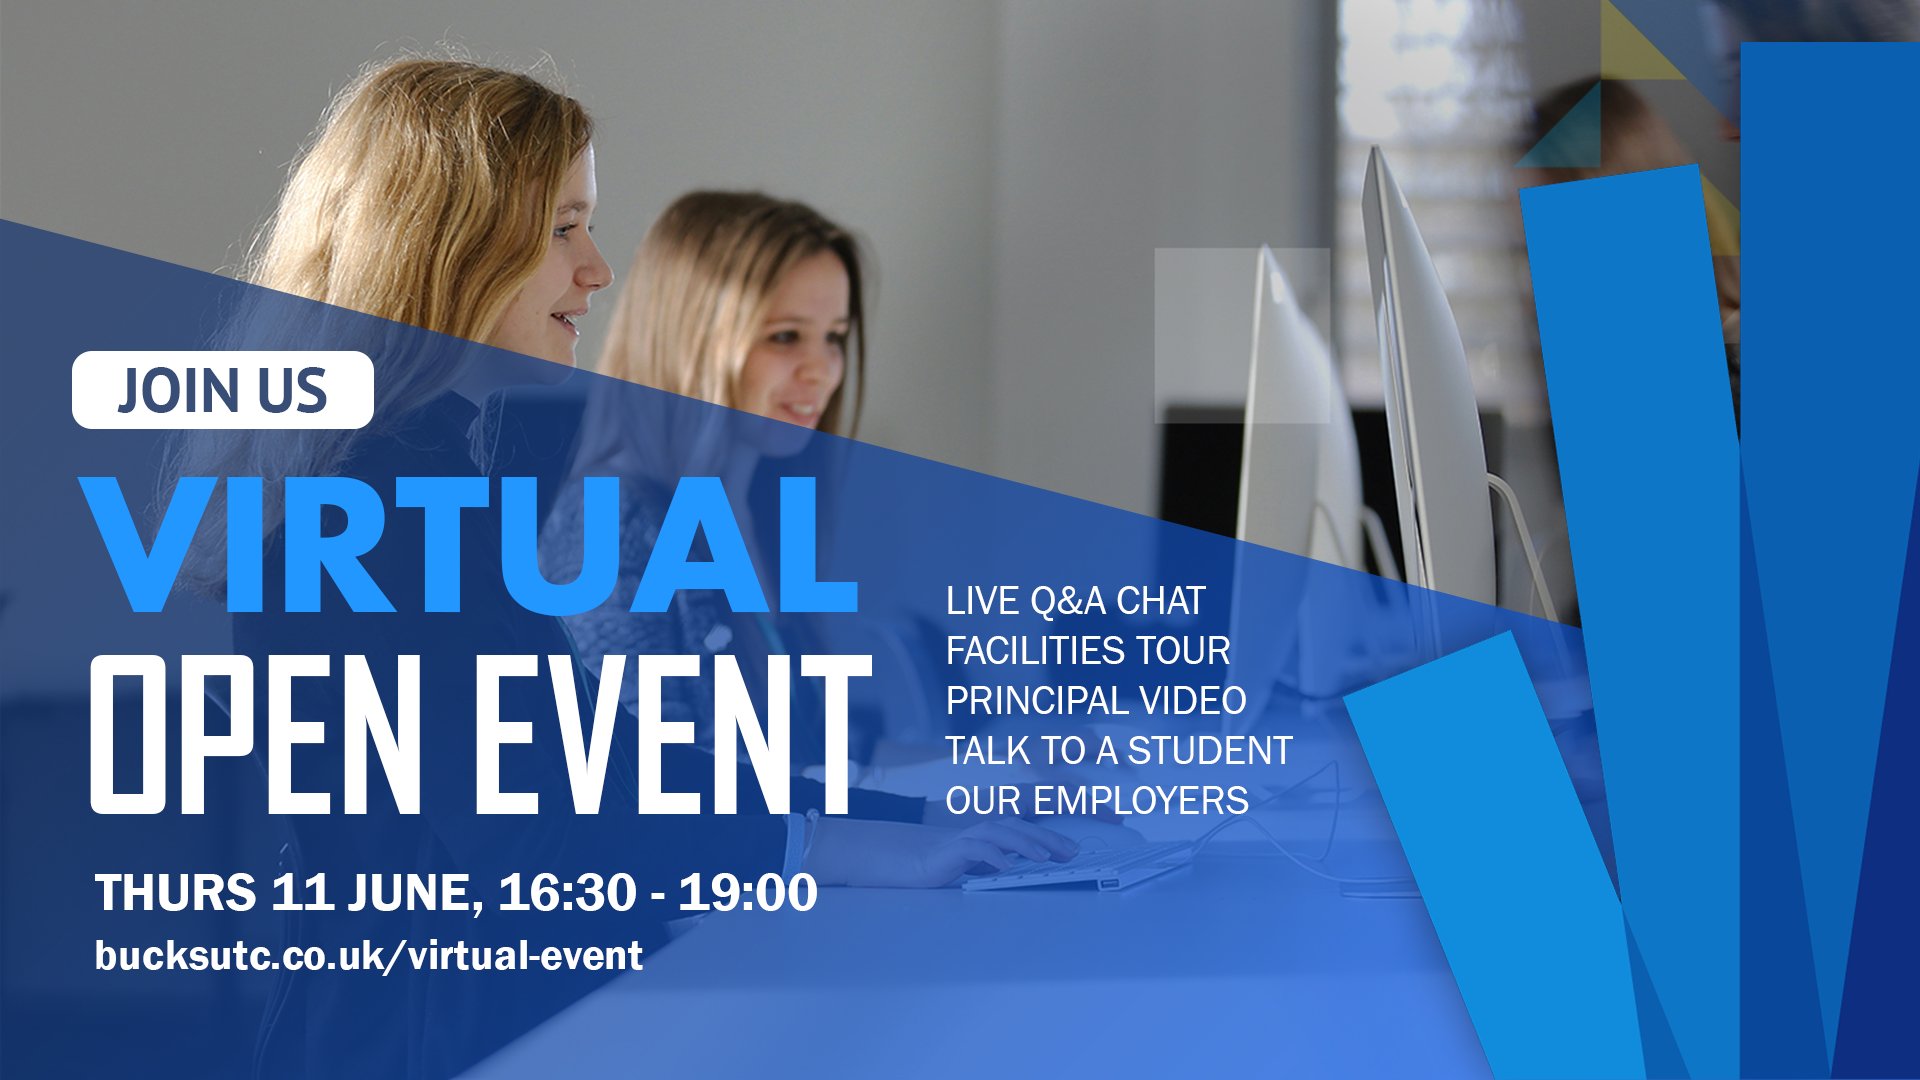 JOIN US
VIRTUAL
OPEN EVENT
LIVE Q&A CHAT
FACILITIES TOUR
PRINCIPAL VIDEO
TALK TO A STUDENT
OUR EMPLOYERS
THURS 11 JUNE, 16:30 - 19:00
bucksutc.co.uk/virtual-event